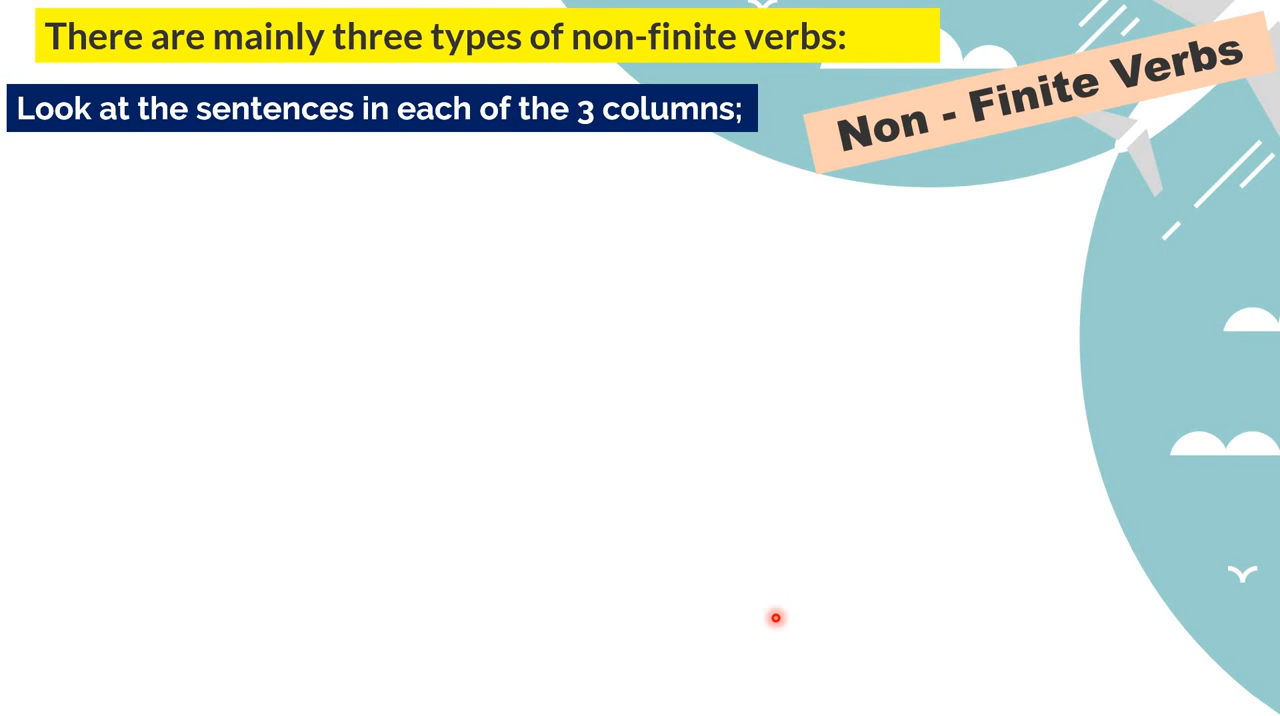 There are mainly three types of non-finite verbs:
Look at the sentences in each of the 3 columns;
Non - Finite Verbs